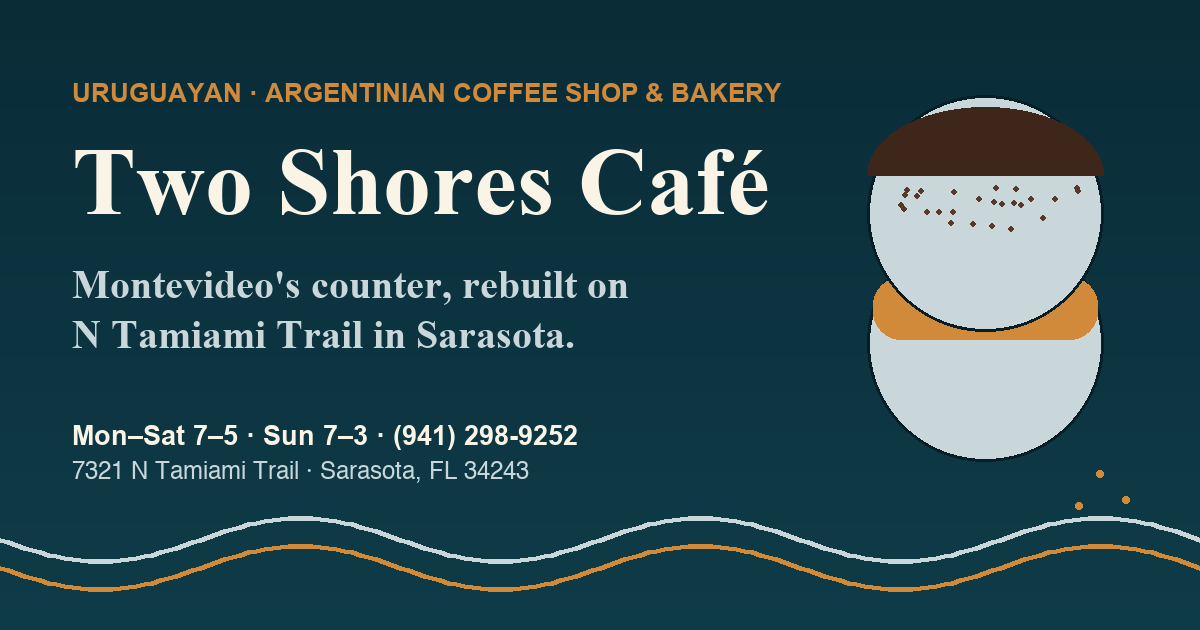 URUGUAYAN · ARGENTINIAN COFFEE SHOP & BAKERY
Two Shores Café
Montevideo's counter, rebuilt on
N Tamiami Trail in Sarasota.
Mon–Sat 7–5 · Sun 7–3 · (941) 298-9252
7321 N Tamiami Trail · Sarasota, FL 34243